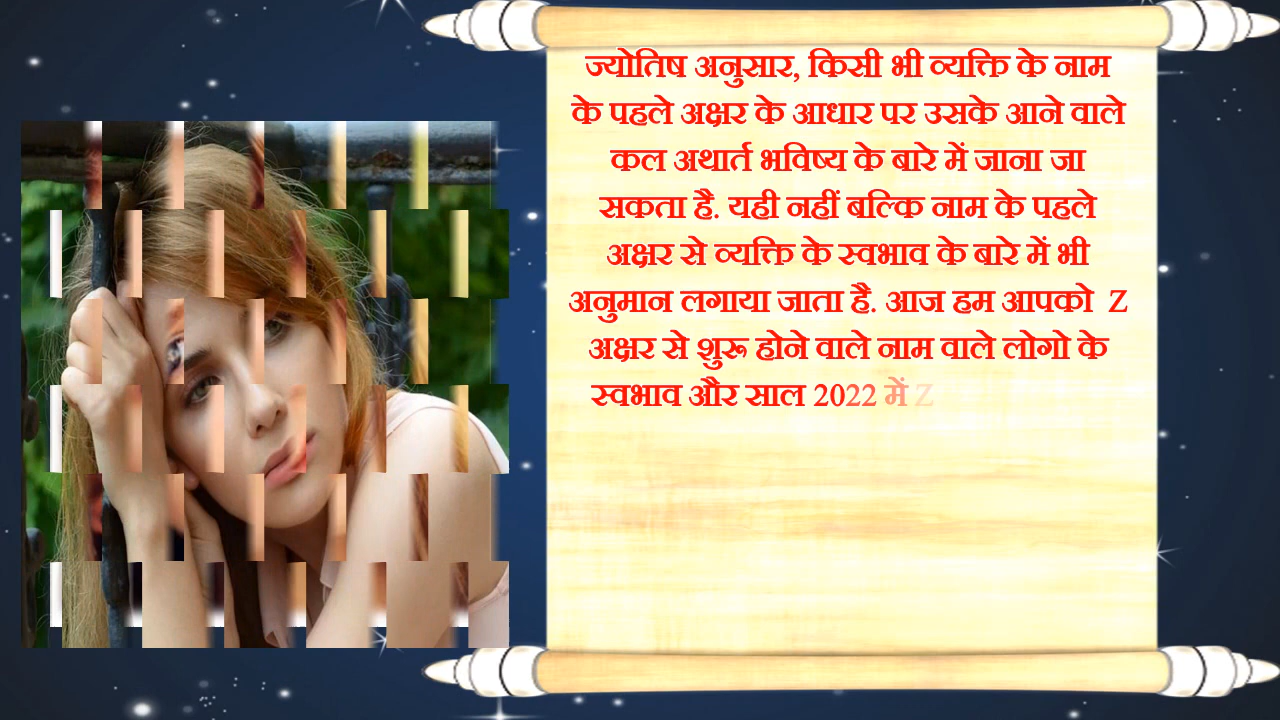 ज्योतिष अनुसार, किसी भी व्यक्ति के नाम
के पहले अक्षर के आधार पर उसके आने वाले
कल अथार्त भविष्य के बारे में जाना जा
सकता है. यही नहीं बल्कि नाम के पहले
अक्षर से व्यक्ति के स्वभाव के बारे में भी
अनुमान लगाया जाता है. आज हम आपको Z
अक्षर से शुरू होने वाले नाम वाले लोगो के
स्वभाव और साल 2022 में Z